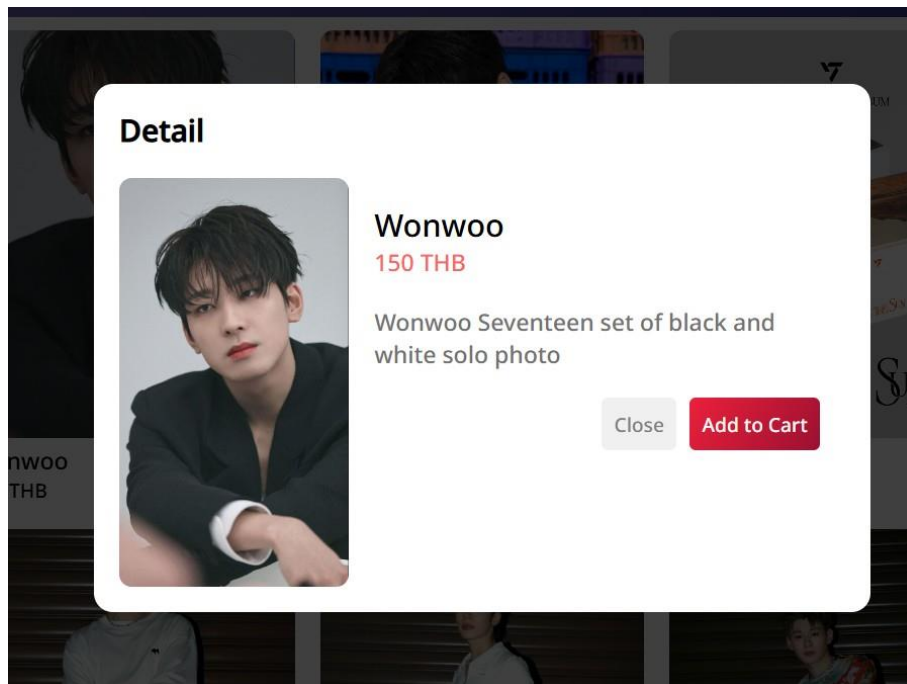 Detail
Wonwoo
150 THB
Wonwoo Seventeen set of black and
white solo photo
Close
Add to Cart
nwoo
THB
UM